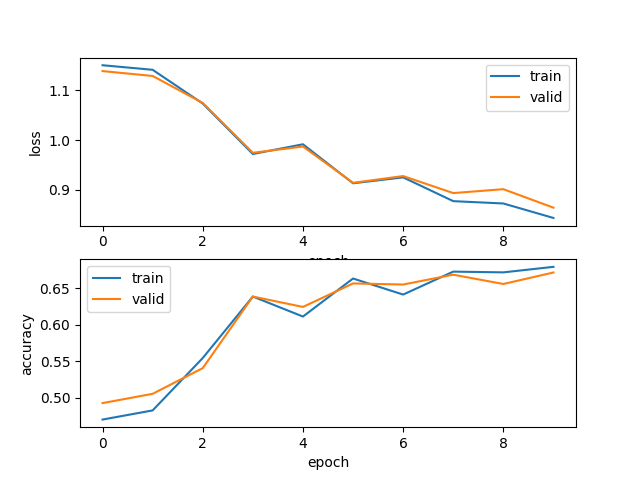 1.1
1.0
0.9
loss
train
valid
0 2 4 6 8
epoch
0.65
0.60
0.55
0.50
accuracy
train
valid
0 2 4 6 8
epoch